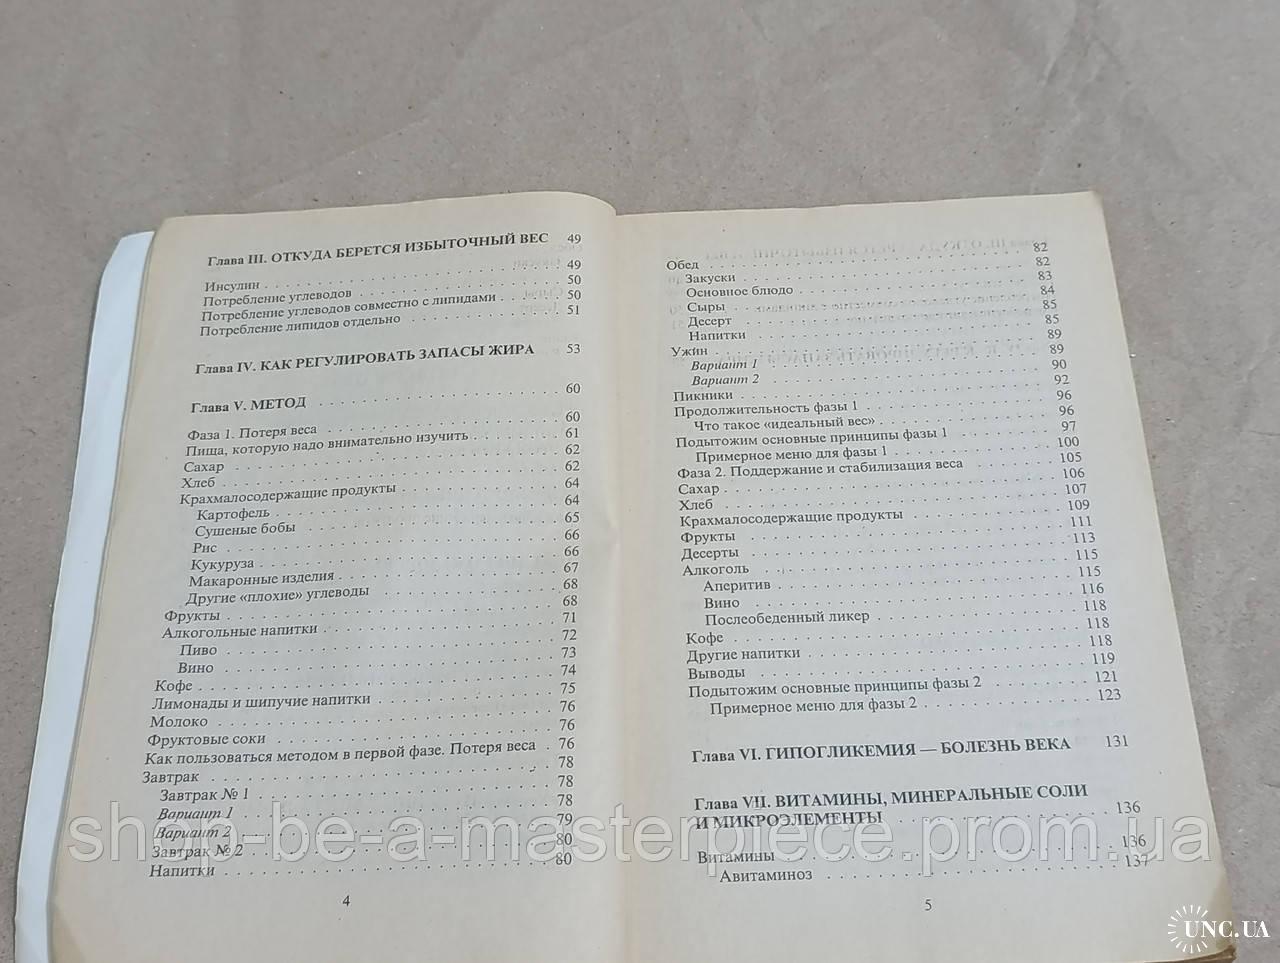 Глава III. ОТКУДА БЕРЕТСЯ ИЗБЫТОЧНЫЙ ВЕС 49
Инсулин 49
Потребление углеводов 50
Потребление углеводов совместно с липидами 50
Потребление липидов отдельно 51
Глава IV. КАК РЕГУЛИРОВАТЬ ЗАПАСЫ ЖИРА 53
Глава V. МЕТОД 60
Фаза 1. Потеря веса 60
Пища, которую надо внимательно изучить 61
Сахар 62
Хлеб 62
Крахмалосодержащие продукты 64
Картофель 64
Сушеные бобы 65
Рис 66
Кукуруза 66
Макаронные изделия 67
Другие «плохие» углеводы 68
Фрукты 68
Алкогольные напитки 71
Пиво 72
Вино 73
Кофе 74
Лимонады и шипучие напитки 75
Молоко 76
Фруктовые соки 76
Как пользоваться методом в первой фазе. Потеря веса 76
Завтрак 78
Завтрак № 1 78
Вариант 1 78
Вариант 2 79
Завтрак № 2 80
Напитки 80
4
Обед 82
Закуски 82
Основное блюдо 83
Сыры 84
Десерт 85
Напитки 85
Ужин 89
Вариант 1 89
Вариант 2 90
Пикники 92
Продолжительность фазы 1 96
Что такое «идеальный вес» 96
Подытожим основные принципы фазы 1 97
Примерное меню для фазы 1 100
Фаза 2. Поддержание и стабилизация веса 105
Сахар 106
Хлеб 107
Крахмалосодержащие продукты 109
Фрукты 111
Десерты 113
Алкоголь 115
Аперитив 115
Вино 116
Послеобеденный ликер 118
Кофе 118
Другие напитки 118
Выводы 119
Подытожим основные принципы фазы 2 121
Примерное меню для фазы 2 123
Глава VI. ГИПОГЛИКЕМИЯ — БОЛЕЗНЬ ВЕКА 131
Глава VII. ВИТАМИНЫ, МИНЕРАЛЬНЫЕ СОЛИ
И МИКРОЭЛЕМЕНТЫ 136
Витамины 136
Авитаминоз 137
5
shop-be-a-masterpiece.prom.ua
UNC.UA